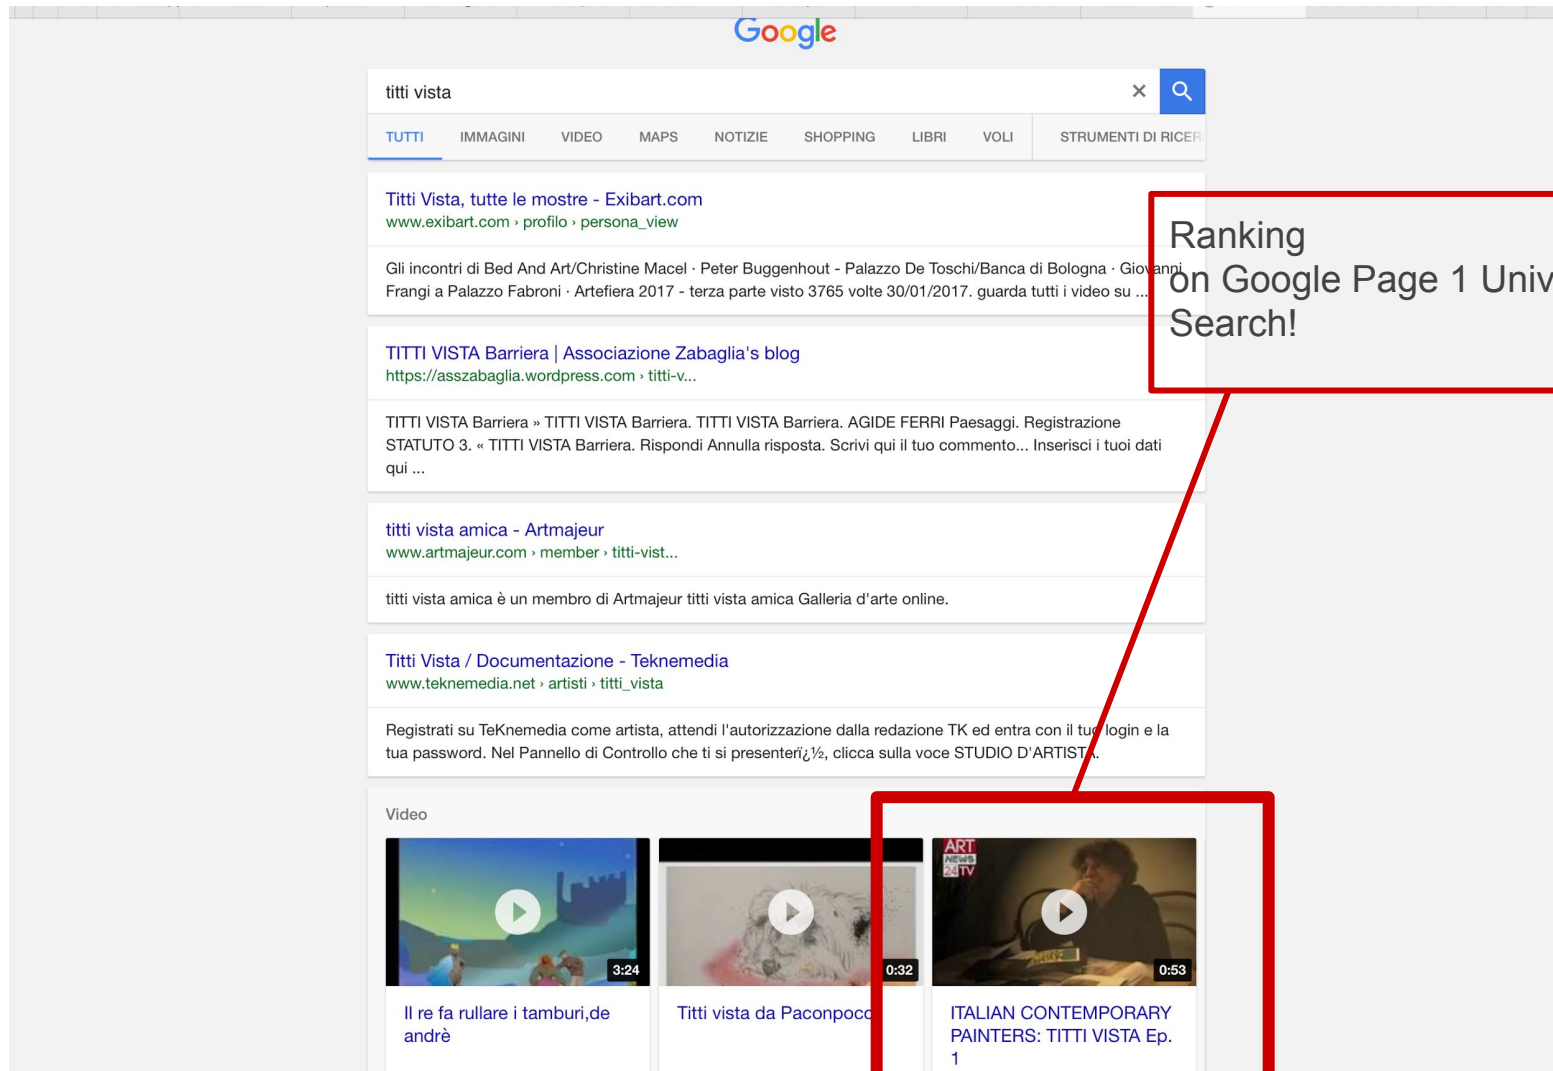 Google
titti vista
TUTTI IMMAGINI VIDEO MAPS NOTIZIE SHOPPING LIBRI VOLI STRUMENTI DI RICER
Titti Vista, tutte le mostre - Exibart.com
www.exibart.com › profilo › persona_view
Gli incontri di Bed And Art/Christine Macel · Peter Buggenhout - Palazzo De Toschi/Banca di Bologna · Giovanni
Frangi a Palazzo Fabroni · Artefiera 2017 - terza parte visto 3765 volte 30/01/2017. guarda tutti i video su ...
Ranking
on Google Page 1 Univ
Search!
TITTI VISTA Barriera | Associazione Zabaglia's blog
https://asszabaglia.wordpress.com › titti-v...
TITTI VISTA Barriera » TITTI VISTA Barriera. TITTI VISTA Barriera. AGIDE FERRI Paesaggi. Registrazione
STATUTO 3. « TITTI VISTA Barriera. Rispondi Annulla risposta. Scrivi qui il tuo commento... Inserisci i tuoi dati
qui ...
titti vista amica - Artmajeur
www.artmajeur.com › member › titti-vist...
titti vista amica è un membro di Artmajeur titti vista amica Galleria d'arte online.
Titti Vista / Documentazione - Teknemedia
www.teknemedia.net › artisti › titti_vista
Registrati su TeKnemedia come artista, attendi l'autorizzazione dalla redazione TK ed entra con il tuo login e la
tua password. Nel Pannello di Controllo che ti si presenterï¿½, clicca sulla voce STUDIO D'ARTISTA.
Video
ART
NEWS
24TV
3:24
0:32
0:53
Il re fa rullare i tamburi,de
andrè
Titti vista da Paconpoco
ITALIAN CONTEMPORARY
PAINTERS: TITTI VISTA Ep.
1